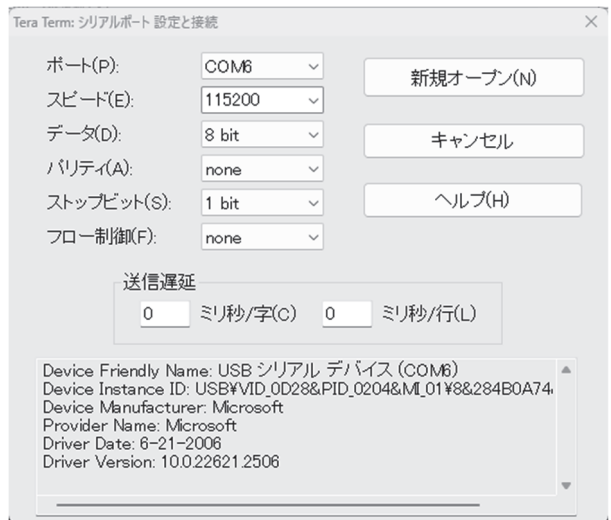 Tera Term: シリアルポート 設定と接続
ポート(P): COM6
新規オープン(N)
スピード(E): 115200
データ(D): 8 bit
キャンセル
パリティ(A): none
ストップビット(S): 1 bit
ヘルプ(H)
フロー制御(F): none
送信遅延
0 ミリ秒/字(C) 0 ミリ秒/行(L)
Device Friendly Name: USB シリアル デバイス (COM6)
Device Instance ID: USB¥VID_0D28&PID_0204&MI_01¥8&284B0A74&
Device Manufacturer: Microsoft
Provider Name: Microsoft
Driver Date: 6-21-2006
Driver Version: 10.0.22621.2506